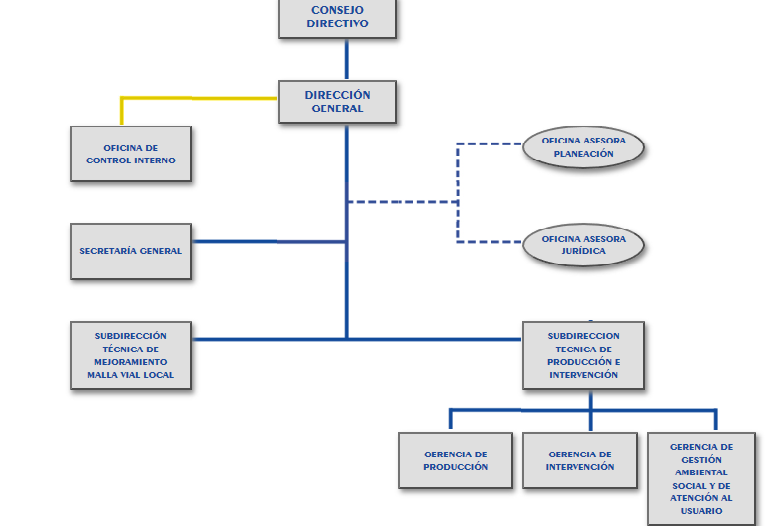 CONSEJO
DIRECTIVO
DIRECCIÓN
GENERAL
OFICINA DE
CONTROL INTERNO
OFICINA ASESORA
PLANEACIÓN
SECRETARÍA GENERAL
OFICINA ASESORA
JURÍDICA
SUBDIRECCIÓN
TÉCNICA DE
MEJORAMIENTO
MALLA VIAL LOCAL
SUBDIRECCION
TECNICA DE
PRODUCCIÓN E
INTERVENCIÓN
GERENCIA DE
PRODUCCIÓN
GERENCIA DE
INTERVENCIÓN
GERENCIA DE
GESTIÓN
AMBIENTAL
SOCIAL Y DE
ATENCIÓN AL
USUARIO